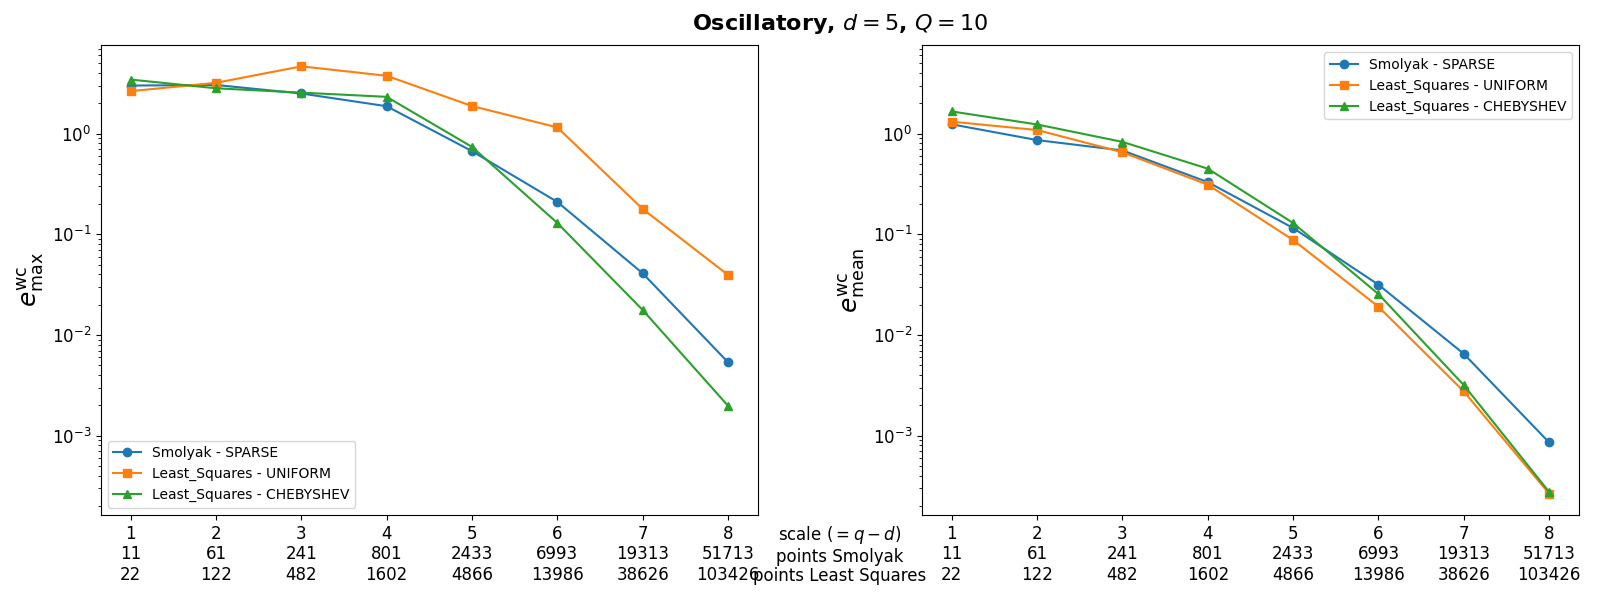 Oscillatory, d = 5, Q = 10
e^wc_max
10^0
10^-1
10^-2
10^-3
Smolyak - SPARSE
Least_Squares - UNIFORM
Least_Squares - CHEBYSHEV
1 2 3 4 5 6 7 8
11 61 241 801 2433 6993 19313 51713
22 122 482 1602 4866 13986 38626 103426
scale (= q − d)
points Smolyak
points Least Squares
e^wc_mean
10^0
10^-1
10^-2
10^-3
Smolyak - SPARSE
Least_Squares - UNIFORM
Least_Squares - CHEBYSHEV
1 2 3 4 5 6 7 8
11 61 241 801 2433 6993 19313 51713
22 122 482 1602 4866 13986 38626 103426